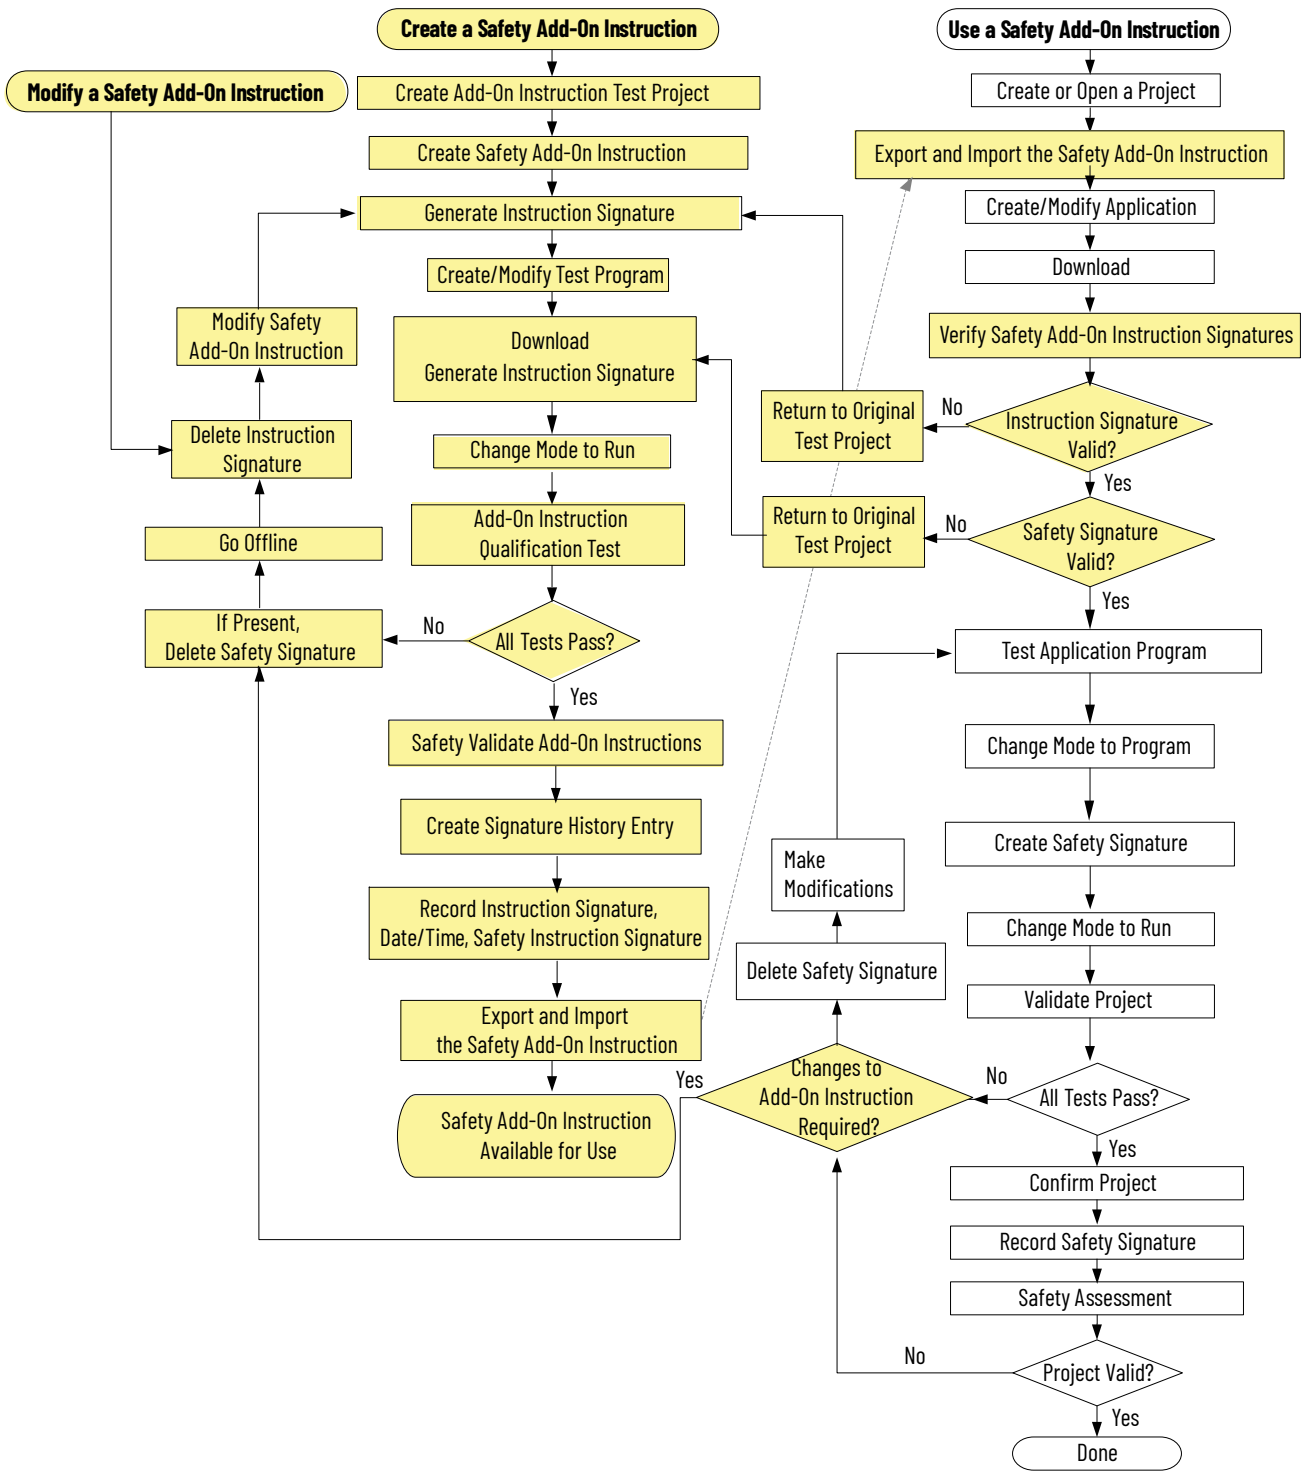 Modify a Safety Add-On Instruction
Create a Safety Add-On Instruction
Create Add-On Instruction Test Project
Create Safety Add-On Instruction
Generate Instruction Signature
Create/Modify Test Program
Download
Generate Instruction Signature
Change Mode to Run
Add-On Instruction
Qualification Test
All Tests Pass?
No
Yes
If Present,
Delete Safety Signature
Go Offline
Delete Instruction
Signature
Modify Safety
Add-On Instruction
Safety Validate Add-On Instructions
Create Signature History Entry
Record Instruction Signature,
Date/Time, Safety Instruction Signature
Export and Import
the Safety Add-On Instruction
Safety Add-On Instruction
Available for Use
Use a Safety Add-On Instruction
Create or Open a Project
Export and Import the Safety Add-On Instruction
Create/Modify Application
Download
Verify Safety Add-On Instruction Signatures
Instruction Signature
Valid?
No
Return to Original
Test Project
Yes
Safety Signature
Valid?
No
Return to Original
Test Project
Yes
Test Application Program
Change Mode to Program
Create Safety Signature
Change Mode to Run
Validate Project
All Tests Pass?
No
Changes to
Add-On Instruction
Required?
Yes
Delete Safety Signature
Make
Modifications
Yes
Confirm Project
Record Safety Signature
Safety Assessment
Project Valid?
No
Yes
Done